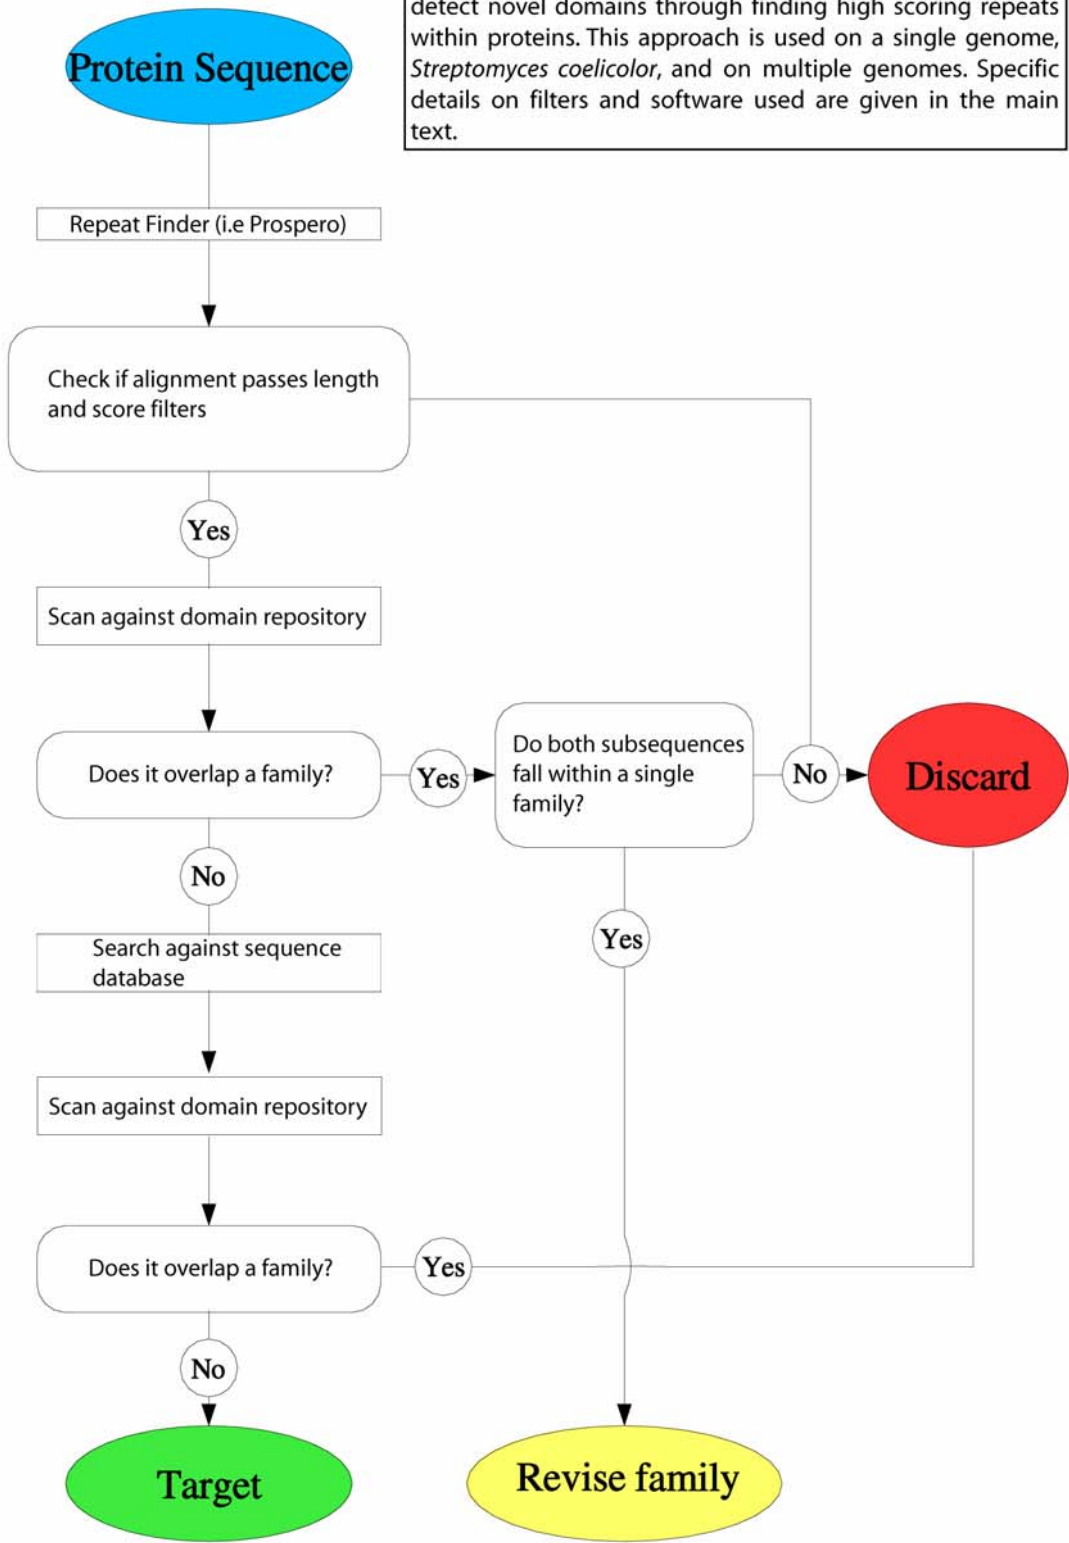 detect novel domains through finding high scoring repeats
within proteins. This approach is used on a single genome,
Streptomyces coelicolor, and on multiple genomes. Specific
details on filters and software used are given in the main
text.
Protein Sequence
Repeat Finder (i.e Prospero)
Check if alignment passes length
and score filters
Yes
Scan against domain repository
Does it overlap a family?
Yes
Do both subsequences
fall within a single
family?
No
Discard
No
Yes
Search against sequence
database
Scan against domain repository
Does it overlap a family?
Yes
No
Target
Revise family